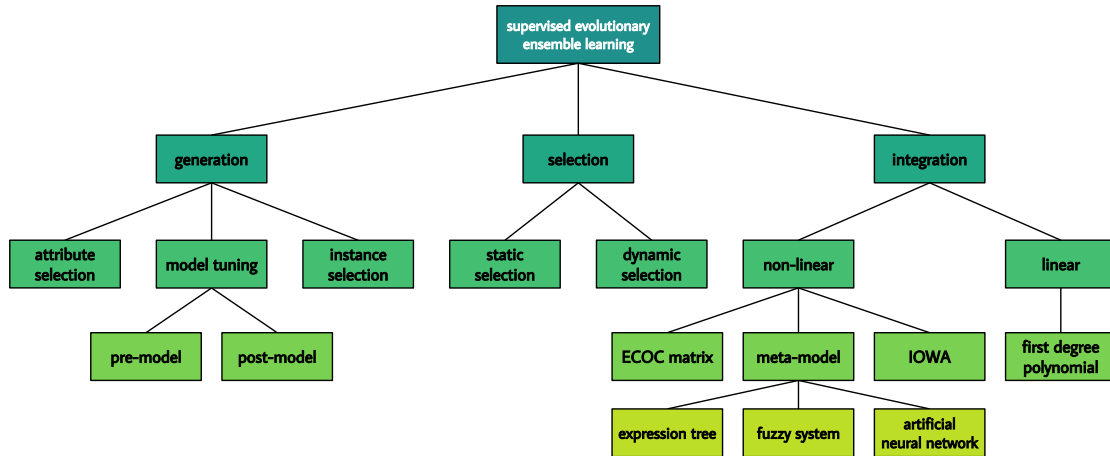 supervised evolutionary
ensemble learning
generation
selection
integration
attribute
selection
model tuning
instance
selection
static
selection
dynamic
selection
non-linear
linear
pre-model
post-model
ECOC matrix
meta-model
IOWA
first degree
polynomial
expression tree
fuzzy system
artificial
neural network